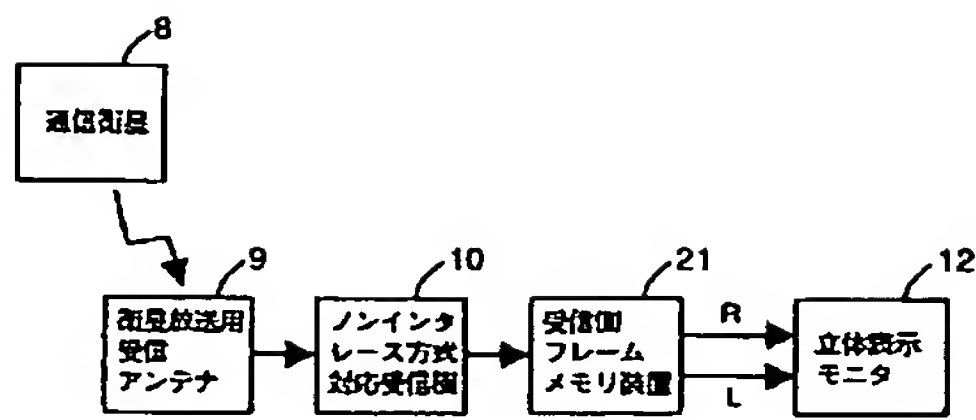 8
通信衛星
9
衛星放送用
受信
アンテナ
10
ノンインタ
レース方式
対応受信機
21
受信側
フレーム
メモリ装置
R
L
12
立体表示
モニタ